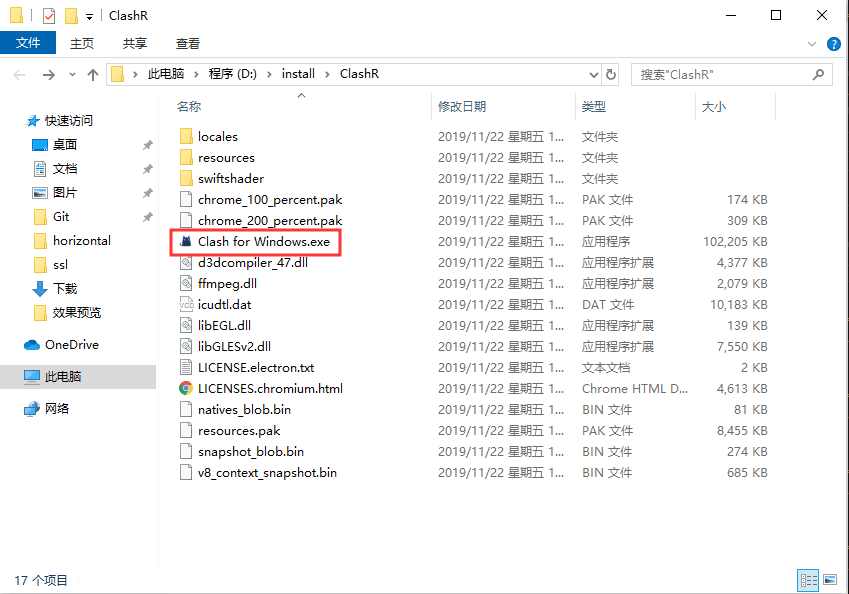 ClashR
文件 主页 共享 查看
此电脑 程序 (D:) install ClashR 搜索"ClashR"
名称 修改日期 类型 大小
快速访问
桌面
文档
图片
Git
horizontal
ssl
下载
效果预览
OneDrive
此电脑
网络
locales 2019/11/22 星期五 1... 文件夹
resources 2019/11/22 星期五 1... 文件夹
swiftshader 2019/11/22 星期五 1... 文件夹
chrome_100_percent.pak 2019/11/22 星期五 1... PAK 文件 174 KB
chrome_200_percent.pak 2019/11/22 星期五 1... PAK 文件 309 KB
Clash for Windows.exe 2019/11/22 星期五 1... 应用程序 102,205 KB
d3dcompiler_47.dll 2019/11/22 星期五 1... 应用程序扩展 4,377 KB
ffmpeg.dll 2019/11/22 星期五 1... 应用程序扩展 2,079 KB
icudtl.dat 2019/11/22 星期五 1... DAT 文件 10,183 KB
libEGL.dll 2019/11/22 星期五 1... 应用程序扩展 139 KB
libGLESv2.dll 2019/11/22 星期五 1... 应用程序扩展 7,550 KB
LICENSE.electron.txt 2019/11/22 星期五 1... 文本文档 2 KB
LICENSES.chromium.html 2019/11/22 星期五 1... Chrome HTML D... 4,613 KB
natives_blob.bin 2019/11/22 星期五 1... BIN 文件 81 KB
resources.pak 2019/11/22 星期五 1... PAK 文件 8,455 KB
snapshot_blob.bin 2019/11/22 星期五 1... BIN 文件 274 KB
v8_context_snapshot.bin 2019/11/22 星期五 1... BIN 文件 685 KB
17 个项目